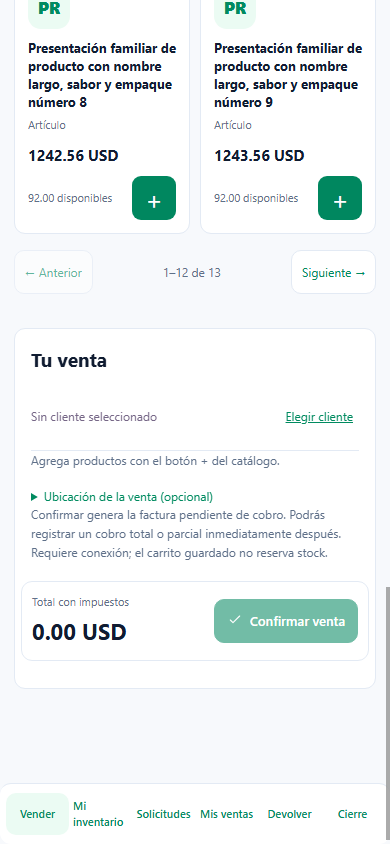 PR
PR
Presentación familiar de
producto con nombre
largo, sabor y empaque
número 8
Artículo
1242.56 USD
92.00 disponibles
+
Presentación familiar de
producto con nombre
largo, sabor y empaque
número 9
Artículo
1243.56 USD
92.00 disponibles
+
← Anterior
1–12 de 13
Siguiente →
Tu venta
Sin cliente seleccionado
Elegir cliente
Agrega productos con el botón + del catálogo.
▶ Ubicación de la venta (opcional)
Confirmar genera la factura pendiente de cobro. Podrás
registrar un cobro total o parcial inmediatamente después.
Requiere conexión; el carrito guardado no reserva stock.
Total con impuestos
0.00 USD
✓ Confirmar venta
Vender
Mi
inventario
Solicitudes
Mis ventas
Devolver
Cierre